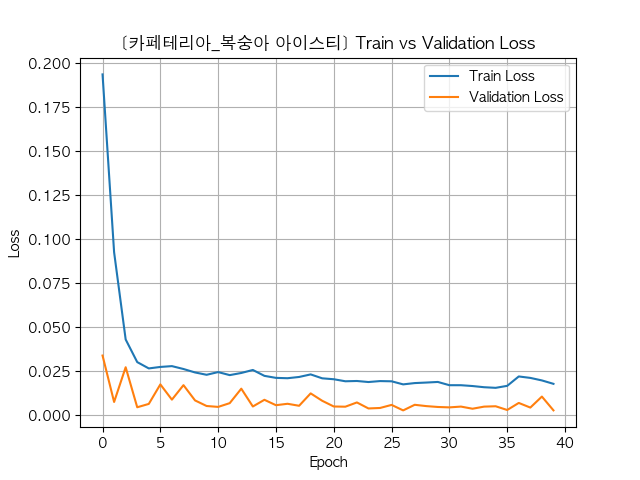 [카페테리아_복숭아 아이스티] Train vs Validation Loss
Train Loss
Validation Loss
Loss
0.200
0.175
0.150
0.125
0.100
0.075
0.050
0.025
0.000
0 5 10 15 20 25 30 35 40
Epoch